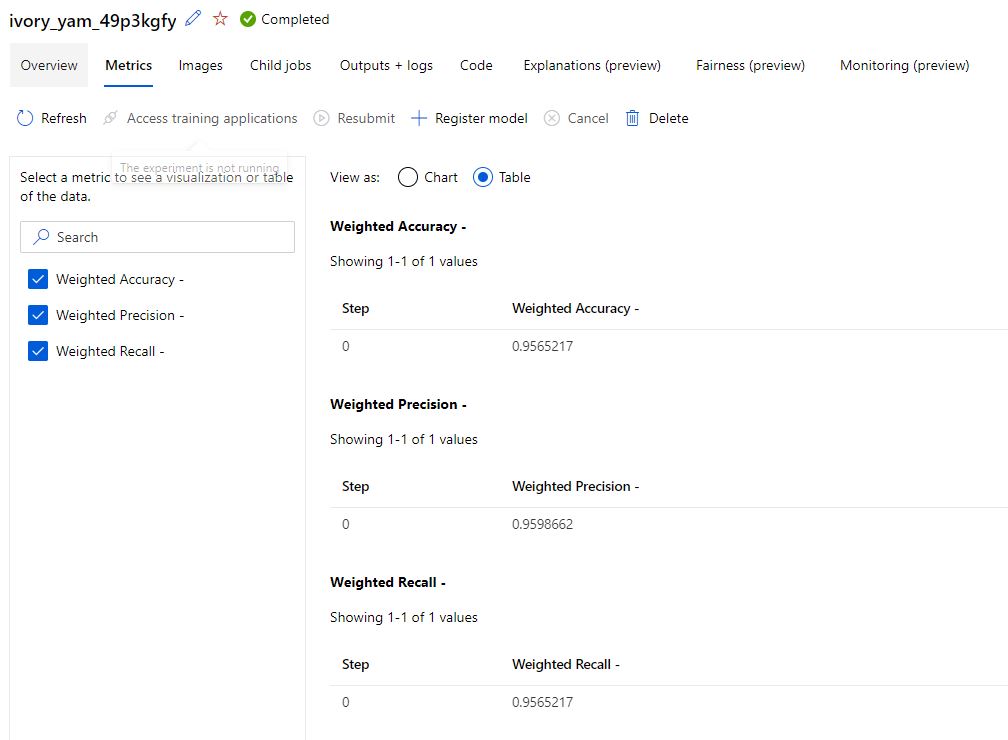 ivory_yam_49p3kgfy Completed
Overview Metrics Images Child jobs Outputs + logs Code Explanations (preview) Fairness (preview) Monitoring (preview)
Refresh Access training applications Resubmit Register model Cancel Delete
The experiment is not running
Select a metric to see a visualization or table
of the data.
Search
Weighted Accuracy -
Weighted Precision -
Weighted Recall -
View as: Chart Table
Weighted Accuracy -
Showing 1-1 of 1 values
Step Weighted Accuracy -
0 0.9565217
Weighted Precision -
Showing 1-1 of 1 values
Step Weighted Precision -
0 0.9598662
Weighted Recall -
Showing 1-1 of 1 values
Step Weighted Recall -
0 0.9565217